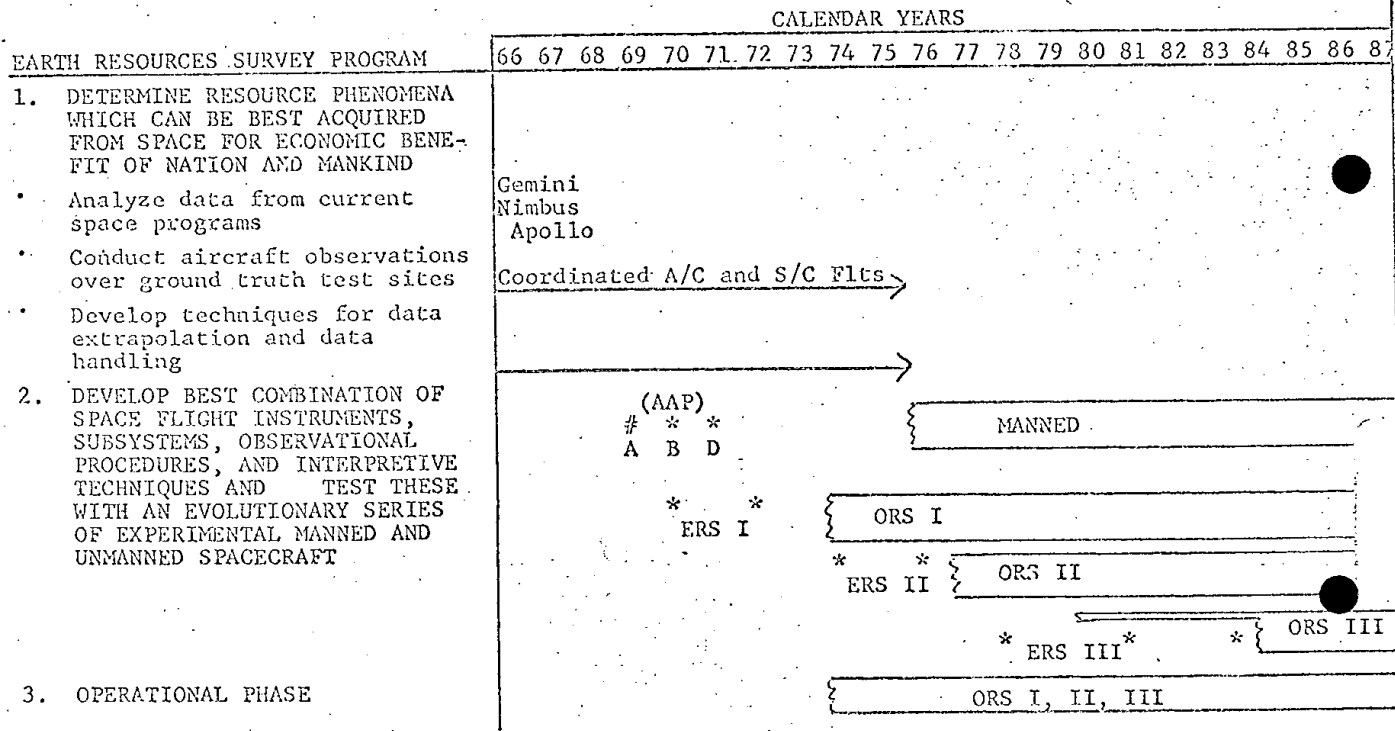 CALENDAR YEARS
EARTH RESOURCES SURVEY PROGRAM
66 67 68 69 70 71 72 73 74 75 76 77 78 79 80 81 82 83 84 85 86 87
1. DETERMINE RESOURCE PHENOMENA
WHICH CAN BE BEST ACQUIRED
FROM SPACE FOR ECONOMIC BENE-
FIT OF NATION AND MANKIND
• Analyze data from current
space programs
Gemini
Nimbus
Apollo
• Conduct aircraft observations
over ground truth test sites
Coordinated A/C and S/C Flts
• Develop techniques for data
extrapolation and data
handling
2. DEVELOP BEST COMBINATION OF
SPACE FLIGHT INSTRUMENTS,
SUBSYSTEMS, OBSERVATIONAL
PROCEDURES, AND INTERPRETIVE
TECHNIQUES AND TEST THESE
WITH AN EVOLUTIONARY SERIES
OF EXPERIMENTAL MANNED AND
UNMANNED SPACECRAFT
(AAP)
# * *
A B D
MANNED
* *
ERS I
ORS I
* *
ERS II
ORS II
* * *
ERS III
ORS III
3. OPERATIONAL PHASE
ORS I, II, III